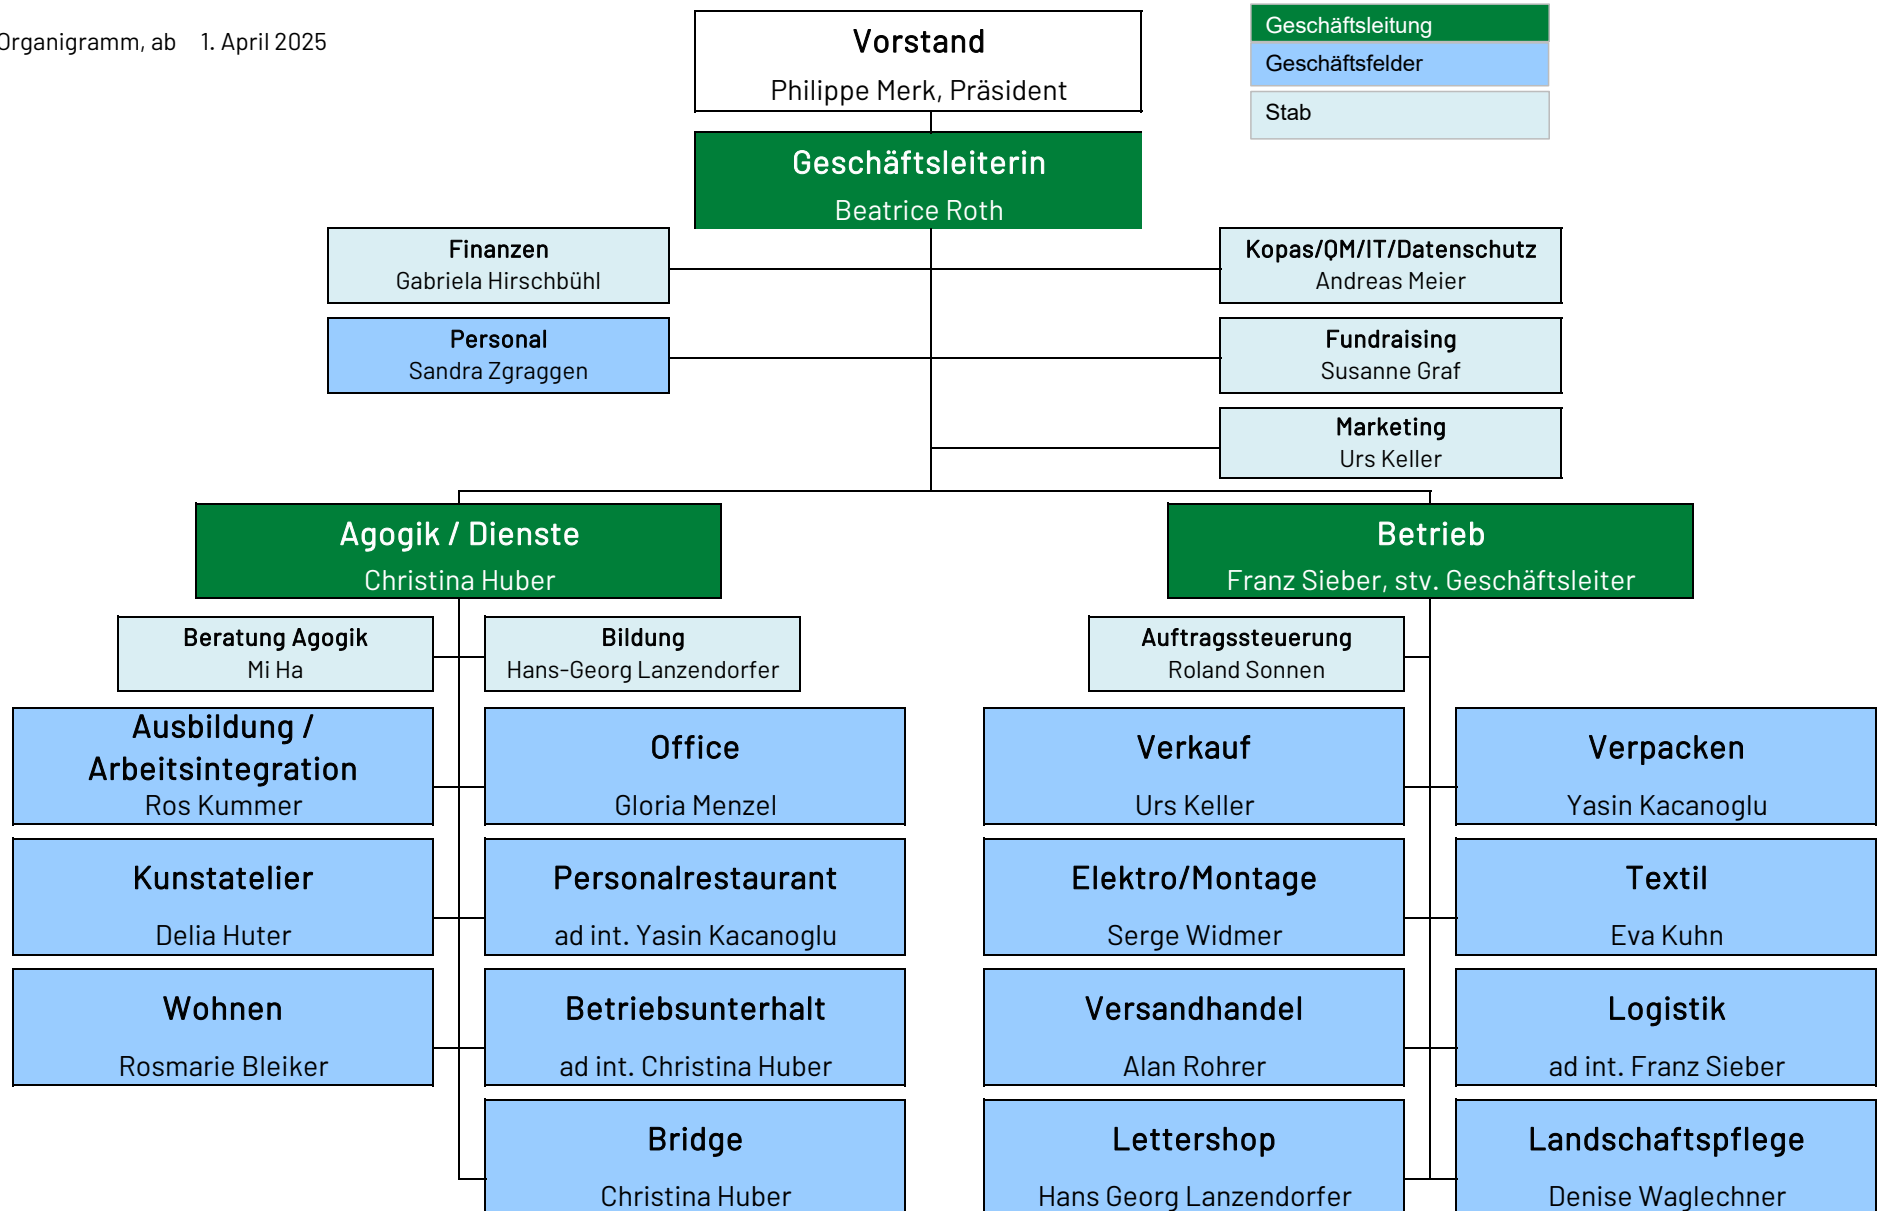 Organigramm, ab 1. April 2025
Vorstand
Philippe Merk, Präsident
Geschäftsleitung
Geschäftsfelder
Stab
Geschäftsleiterin
Beatrice Roth
Finanzen
Gabriela Hirschbühl
Kopas/QM/IT/Datenschutz
Andreas Meier
Personal
Sandra Zgraggen
Fundraising
Susanne Graf
Marketing
Urs Keller
Agogik / Dienste
Christina Huber
Betrieb
Franz Sieber, stv. Geschäftsleiter
Beratung Agogik
Mi Ha
Bildung
Hans-Georg Lanzendorfer
Auftragssteuerung
Roland Sonnen
Ausbildung /
Arbeitsintegration
Ros Kummer
Office
Gloria Menzel
Verkauf
Urs Keller
Verpacken
Yasin Kacanoglu
Kunstatelier
Delia Huter
Personalrestaurant
ad int. Yasin Kacanoglu
Elektro/Montage
Serge Widmer
Textil
Eva Kuhn
Wohnen
Rosmarie Bleiker
Betriebsunterhalt
ad int. Christina Huber
Versandhandel
Alan Rohrer
Logistik
ad int. Franz Sieber
Bridge
Christina Huber
Lettershop
Hans Georg Lanzendorfer
Landschaftspflege
Denise Waglechner